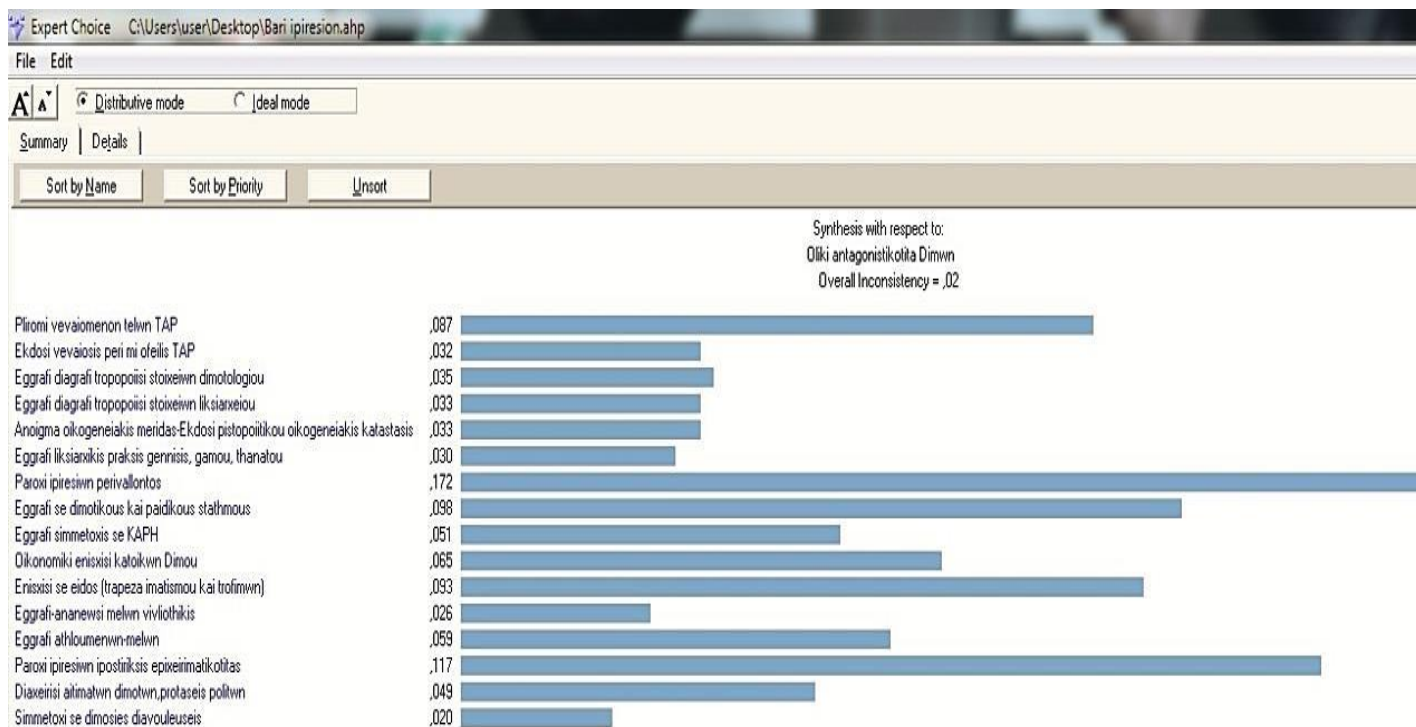 Expert Choice C:\Users\user\Desktop\Bari ipiresion.ahp
File Edit
A A Distributive mode Ideal mode
Summary Details
Sort by Name Sort by Priority Unsort
Synthesis with respect to:
Oliki antagonistikotita Dimwn
Overall Inconsistency = ,02
Pliromi vevaiomenon telwn TAP ,087
Ekdosi vevaiosis peri mi ofeilis TAP ,032
Eggrafi diagrafi tropopoiisi stoixeiwn dimotologiou ,035
Eggrafi diagrafi tropopoiisi stoixeiwn liksiarxeiou ,033
Anoigma oikogeneiakis meridas-Ekdosi pistopoiitikou oikogeneiakis katastasis ,033
Eggrafi liksiarxikis praksis gennisis, gamou, thanatou ,030
Paroxi ipiresiwn perivallontos ,172
Eggrafi se dimotikous kai paidikous stathmous ,098
Eggrafi simmetoxis se KAPH ,051
Oikonomiki enisxisi katoikwn Dimou ,065
Enisxisi se eidos (trapeza imatismou kai trofimwn) ,093
Eggrafi-ananewsi melwn vivliothikis ,026
Eggrafi athloumenwn-melwn ,059
Paroxi ipiresiwn ipostiriksis epixeirimatikotitas ,117
Diaxeirisi aitimatwn dimotwn,protaseis politwn ,049
Simmetoxi se dimosies diavouleuseis ,020